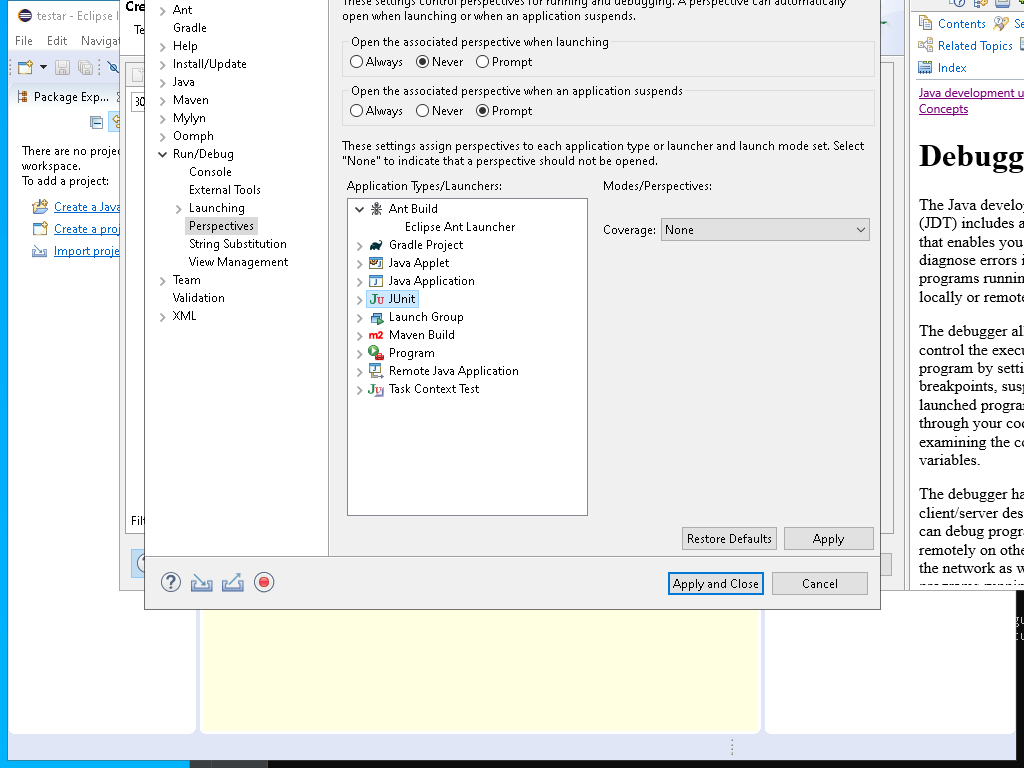 testar - Eclipse I
File Edit Naviga
Package Exp...
There are no proje
workspace.
To add a project:
Create a Java
Create a proj
Import proje
Cre
Te
30
Filt
Ant
Gradle
Help
Install/Update
Java
Maven
Mylyn
Oomph
Run/Debug
Console
External Tools
Launching
Perspectives
String Substitution
View Management
Team
Validation
XML
These settings control perspectives for running and debugging. A perspective can automatically
open when launching or when an application suspends.
Open the associated perspective when launching
Always Never Prompt
Open the associated perspective when an application suspends
Always Never Prompt
These settings assign perspectives to each application type or launcher and launch mode set. Select
"None" to indicate that a perspective should not be opened.
Application Types/Launchers:
Ant Build
Eclipse Ant Launcher
Gradle Project
Java Applet
Java Application
JUnit
Launch Group
Maven Build
Program
Remote Java Application
Task Context Test
Modes/Perspectives:
Coverage: None
Restore Defaults Apply
Apply and Close Cancel
Contents Se
Related Topics
Index
Java development u
Concepts
Debugg
The Java develo
(JDT) includes a
that enables you
diagnose errors i
programs runnin
locally or remote
The debugger al
control the execu
program by setti
breakpoints, susp
launched program
through your coc
examining the co
variables.
The debugger ha
client/server des
can debug progr
remotely on othe
the network as w